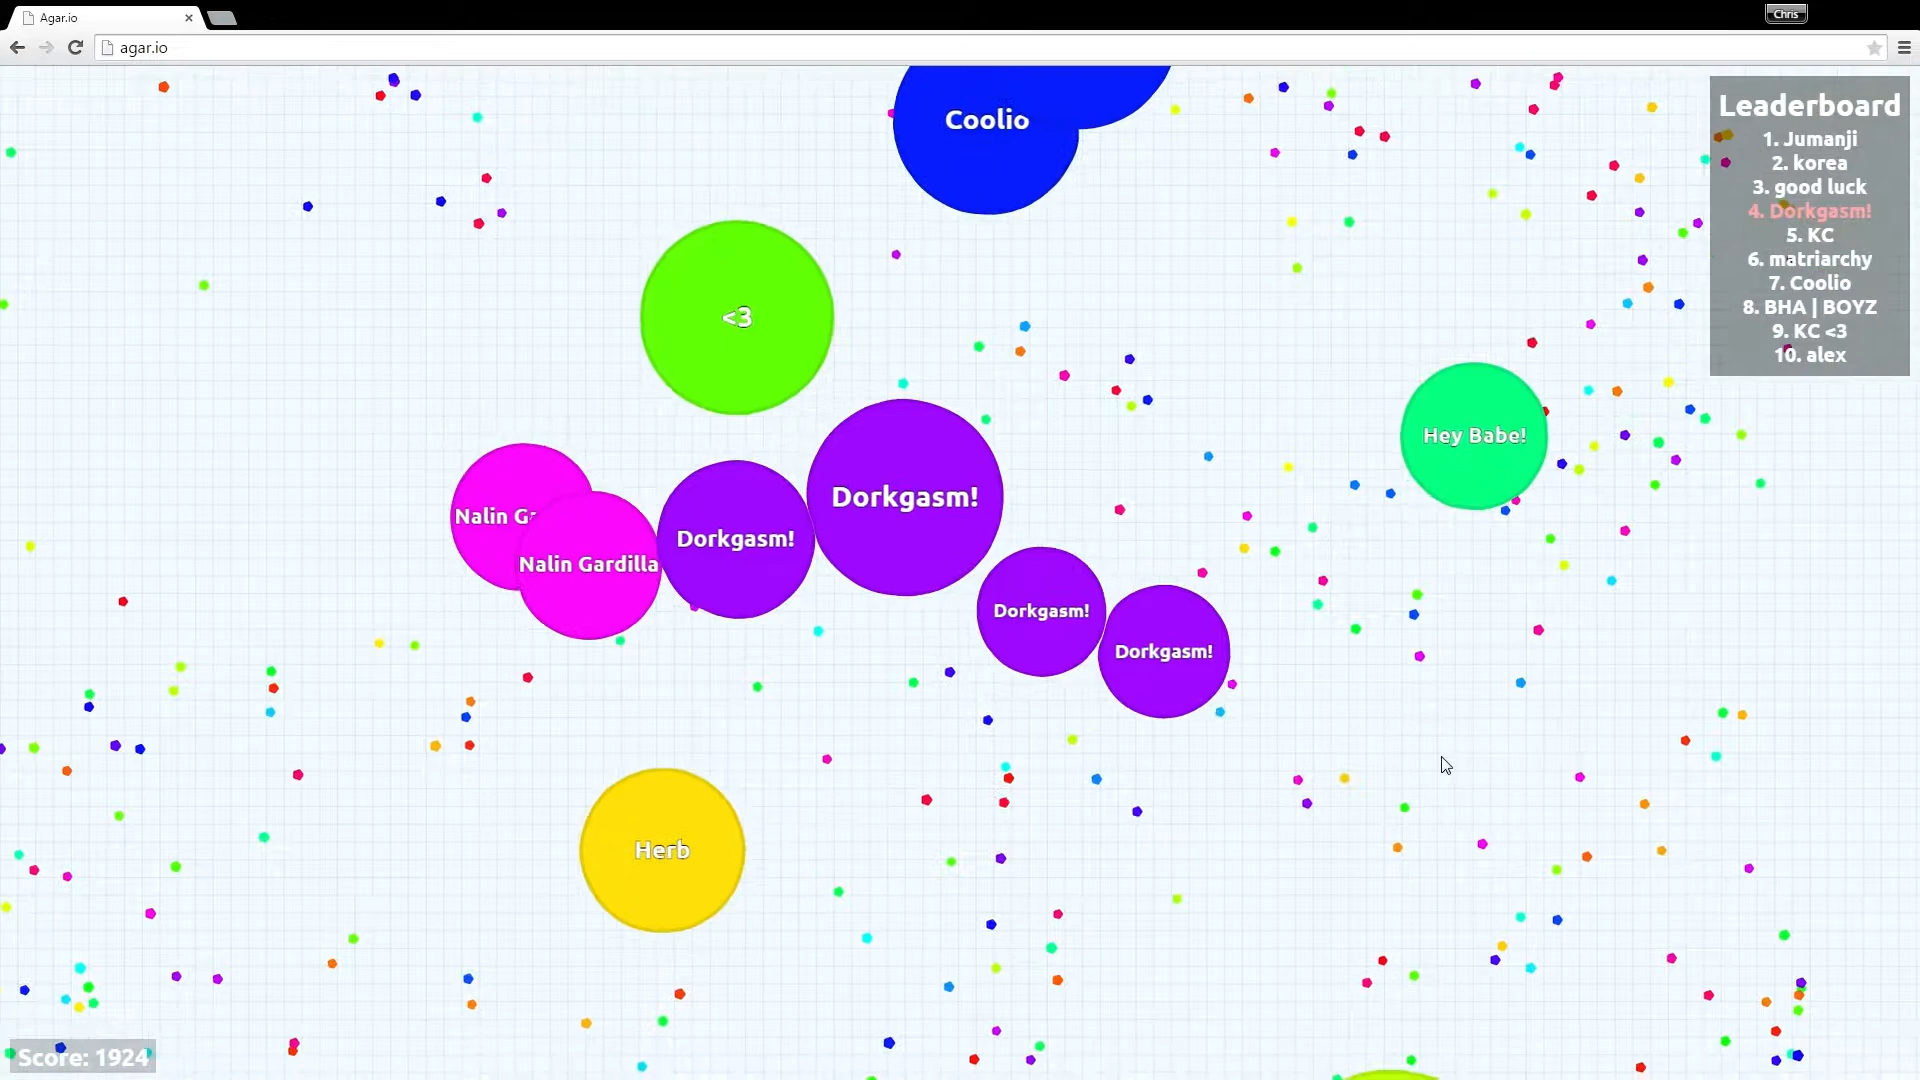 Agar.io
Chris
agar.io
Coolio
Leaderboard
1. Jumanji
2. korea
3. good luck
4. Dorkgasm!
5. KC
6. matriarchy
7. Coolio
8. BHA | BOYZ
9. KC <3
10. alex
<3
Hey Babe!
Dorkgasm!
Nalin Ga
Dorkgasm!
Nalin Gardilla
Dorkgasm!
Dorkgasm!
Herb
Score: 1924